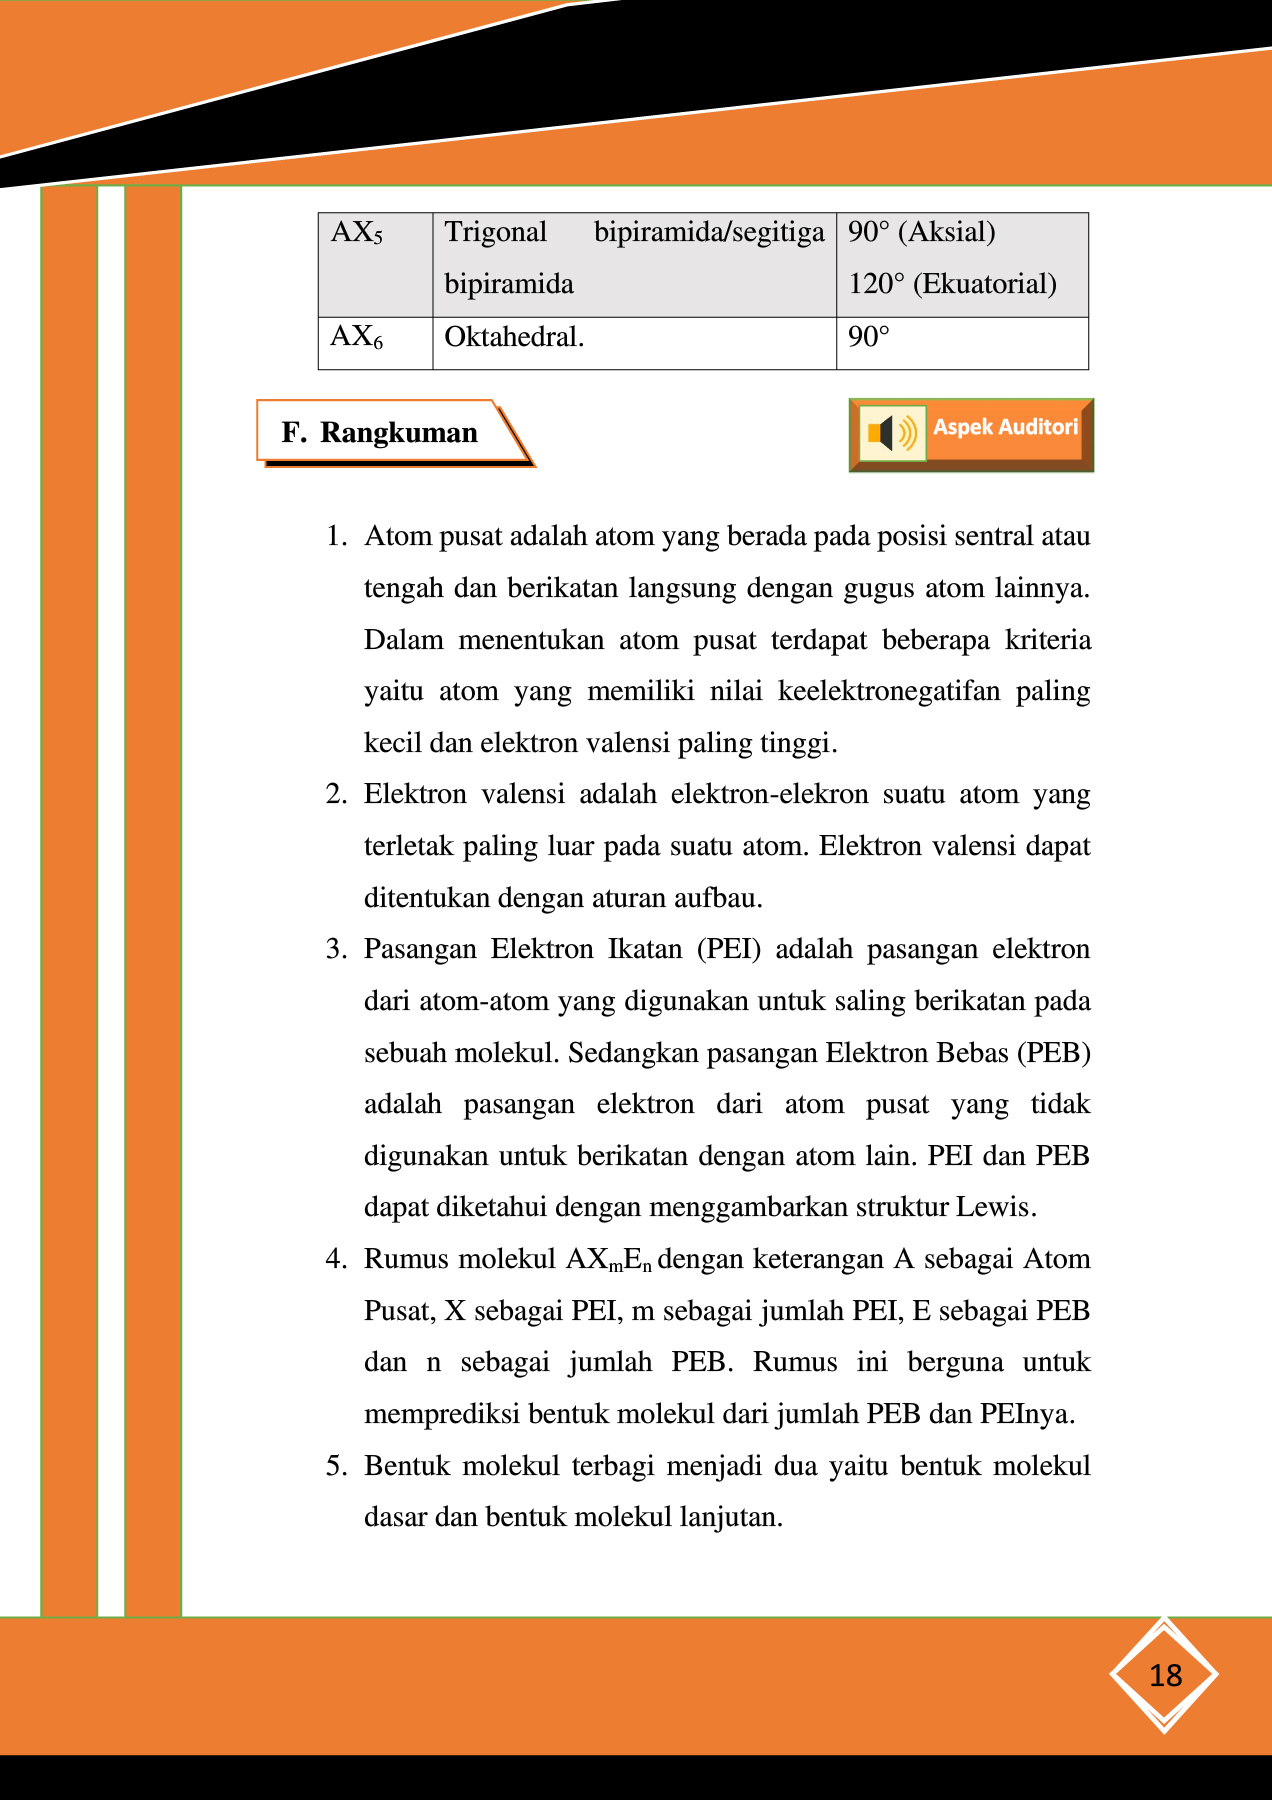 AX₅ Trigonal bipiramida/segitiga 90° (Aksial)
bipiramida 120° (Ekuatorial)
AX₆ Oktahedral. 90°
F. Rangkuman
Aspek Auditori
1. Atom pusat adalah atom yang berada pada posisi sentral atau
tengah dan berikatan langsung dengan gugus atom lainnya.
Dalam menentukan atom pusat terdapat beberapa kriteria
yaitu atom yang memiliki nilai keelektronegatifan paling
kecil dan elektron valensi paling tinggi.
2. Elektron valensi adalah elektron-elekron suatu atom yang
terletak paling luar pada suatu atom. Elektron valensi dapat
ditentukan dengan aturan aufbau.
3. Pasangan Elektron Ikatan (PEI) adalah pasangan elektron
dari atom-atom yang digunakan untuk saling berikatan pada
sebuah molekul. Sedangkan pasangan Elektron Bebas (PEB)
adalah pasangan elektron dari atom pusat yang tidak
digunakan untuk berikatan dengan atom lain. PEI dan PEB
dapat diketahui dengan menggambarkan struktur Lewis.
4. Rumus molekul AXₘEₙ dengan keterangan A sebagai Atom
Pusat, X sebagai PEI, m sebagai jumlah PEI, E sebagai PEB
dan n sebagai jumlah PEB. Rumus ini berguna untuk
memprediksi bentuk molekul dari jumlah PEB dan PEInya.
5. Bentuk molekul terbagi menjadi dua yaitu bentuk molekul
dasar dan bentuk molekul lanjutan.
18